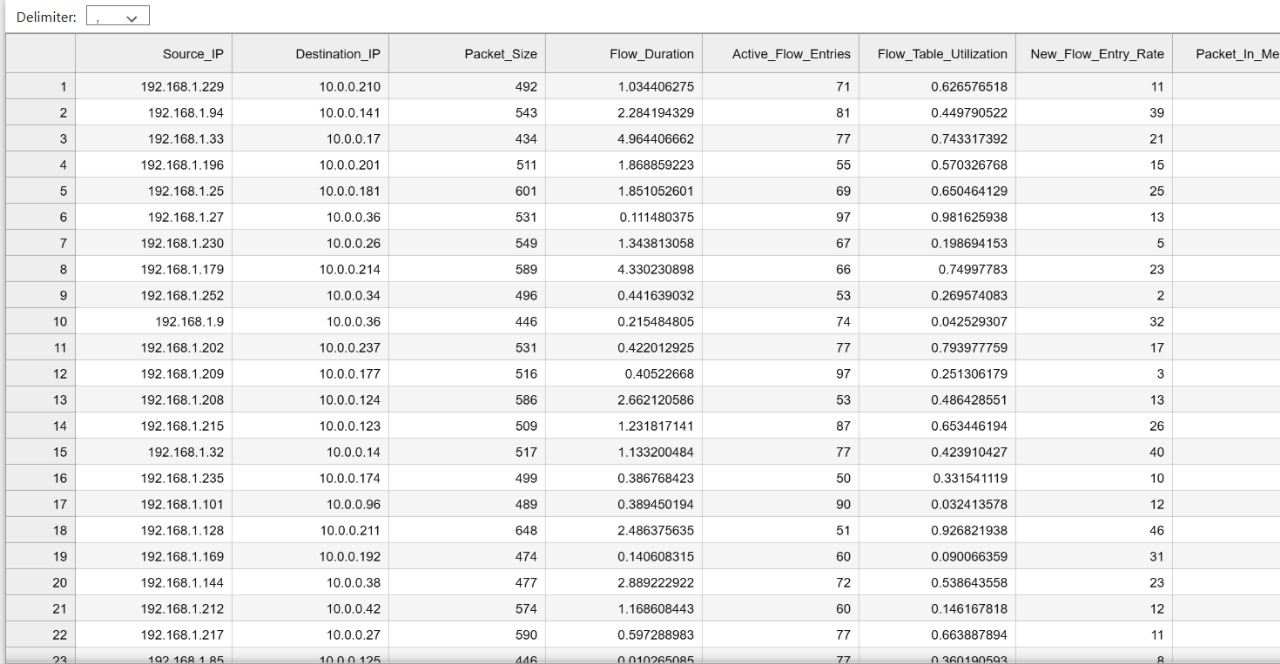 Delimiter: ,
Source_IP Destination_IP Packet_Size Flow_Duration Active_Flow_Entries Flow_Table_Utilization New_Flow_Entry_Rate Packet_In_Me
1 192.168.1.229 10.0.0.210 492 1.034406275 71 0.626576518 11
2 192.168.1.94 10.0.0.141 543 2.284194329 81 0.449790522 39
3 192.168.1.33 10.0.0.17 434 4.964406662 77 0.743317392 21
4 192.168.1.196 10.0.0.201 511 1.868859223 55 0.570326768 15
5 192.168.1.25 10.0.0.181 601 1.851052601 69 0.650464129 25
6 192.168.1.27 10.0.0.36 531 0.111480375 97 0.981625938 13
7 192.168.1.230 10.0.0.26 549 1.343813058 67 0.198694153 5
8 192.168.1.179 10.0.0.214 589 4.330230898 66 0.74997783 23
9 192.168.1.252 10.0.0.34 496 0.441639032 53 0.269574083 2
10 192.168.1.9 10.0.0.36 446 0.215484805 74 0.042529307 32
11 192.168.1.202 10.0.0.237 531 0.422012925 77 0.793977759 17
12 192.168.1.209 10.0.0.177 516 0.40522668 97 0.251306179 3
13 192.168.1.208 10.0.0.124 586 2.662120586 53 0.486428551 13
14 192.168.1.215 10.0.0.123 509 1.231817141 87 0.653446194 26
15 192.168.1.32 10.0.0.14 517 1.133200484 77 0.423910427 40
16 192.168.1.235 10.0.0.174 499 0.386768423 50 0.331541119 10
17 192.168.1.101 10.0.0.96 489 0.389450194 90 0.032413578 12
18 192.168.1.128 10.0.0.211 648 2.486375635 51 0.926821938 46
19 192.168.1.169 10.0.0.192 474 0.140608315 60 0.090066359 31
20 192.168.1.144 10.0.0.38 477 2.889222922 72 0.538643558 23
21 192.168.1.212 10.0.0.42 574 1.168608443 60 0.146167818 12
22 192.168.1.217 10.0.0.27 590 0.597288983 77 0.663887894 11
23 192.168.1.85 10.0.0.125 446 0.010265085 77 0.360190593 8